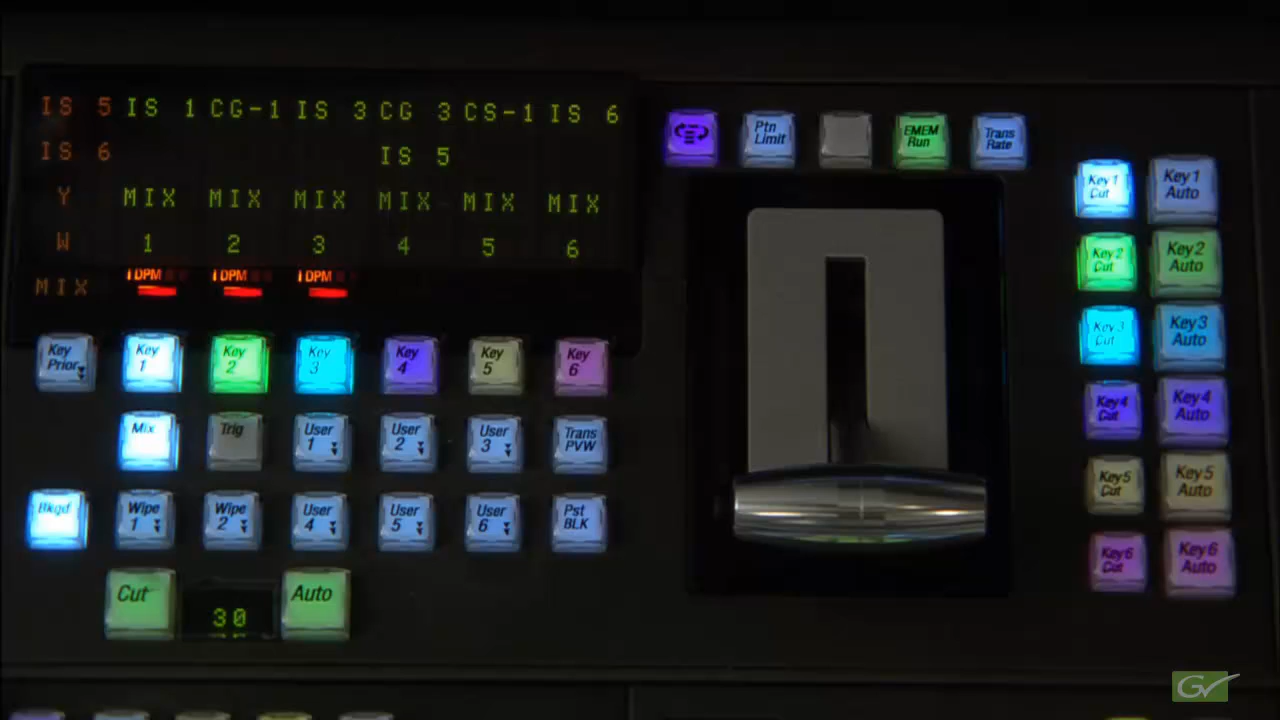 IS 5 IS 1 CG-1 IS 3 CG 3 CS-1 IS 6
IS 6 IS 5
Y MIX MIX MIX MIX MIX MIX
W 1 2 3 4 5 6
MIX DPM DPM DPM
Ptn Limit
EMEM Run
Trans Rate
Key 1 Cut
Key 1 Auto
Key 2 Cut
Key 2 Auto
Key 3 Cut
Key 3 Auto
Key 4 Cut
Key 4 Auto
Key 5 Cut
Key 5 Auto
Key 6 Cut
Key 6 Auto
Key Prior
Key 1
Key 2
Key 3
Key 4
Key 5
Key 6
Mix
Trig
User 1
User 2
User 3
Trans PVW
Bkgd
Wipe 1
Wipe 2
User 4
User 5
User 6
Pst BLK
Cut
30
Auto
GV